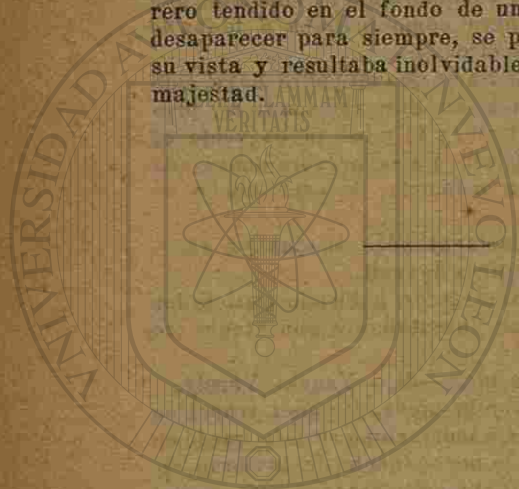 rero tendido en el fondo de un
desaparecer para siempre, se p
su vista y resultaba inolvidable
majestad.
ALERE FLAMMAM
VERITATIS
UNIVERSIDAD AUTÓNOMA DE NUEVO LEÓN